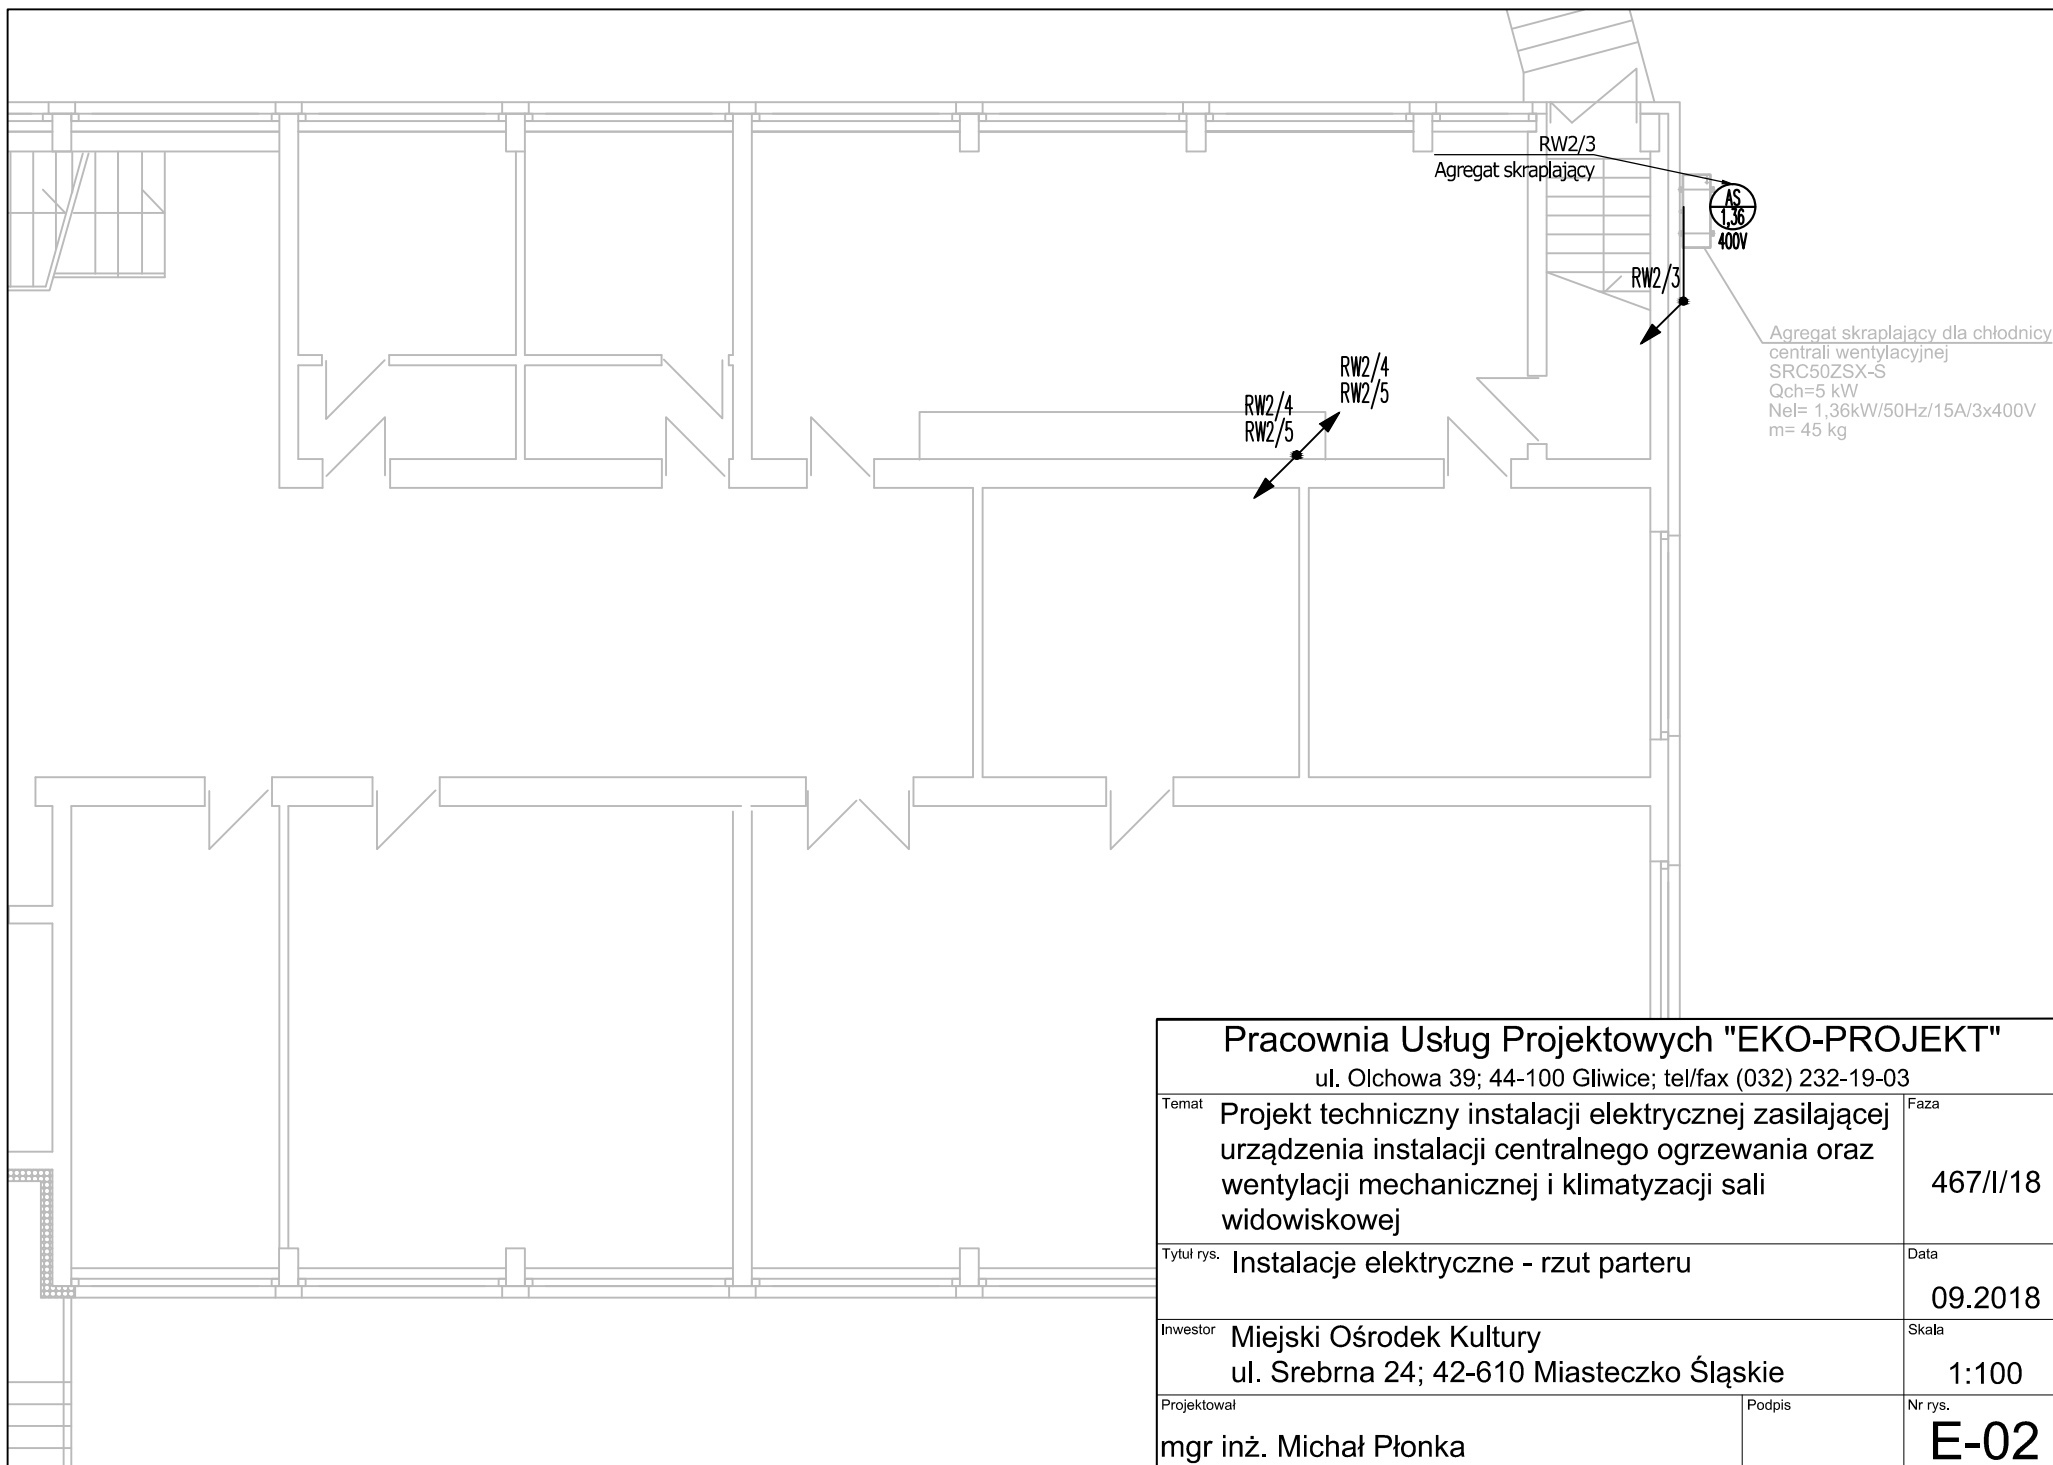 RW2/3
Agregat skraplający
AS
1,36
400V
RW2/3
Agregat skraplający dla chłodnicy
centrali wentylacyjnej
SRC50ZSX-S
Qch=5 kW
Nel= 1,36kW/50Hz/15A/3x400V
m= 45 kg
RW2/4
RW2/5
RW2/4
RW2/5
Pracownia Usług Projektowych "EKO-PROJEKT"
ul. Olchowa 39; 44-100 Gliwice; tel/fax (032) 232-19-03
Temat
Projekt techniczny instalacji elektrycznej zasilającej
urządzenia instalacji centralnego ogrzewania oraz
wentylacji mechanicznej i klimatyzacji sali
widowiskowej
Faza
467/I/18
Tytuł rys.
Instalacje elektryczne - rzut parteru
Data
09.2018
Inwestor
Miejski Ośrodek Kultury
ul. Srebrna 24; 42-610 Miasteczko Śląskie
Skala
1:100
Projektował
mgr inż. Michał Płonka
Podpis
Nr rys.
E-02